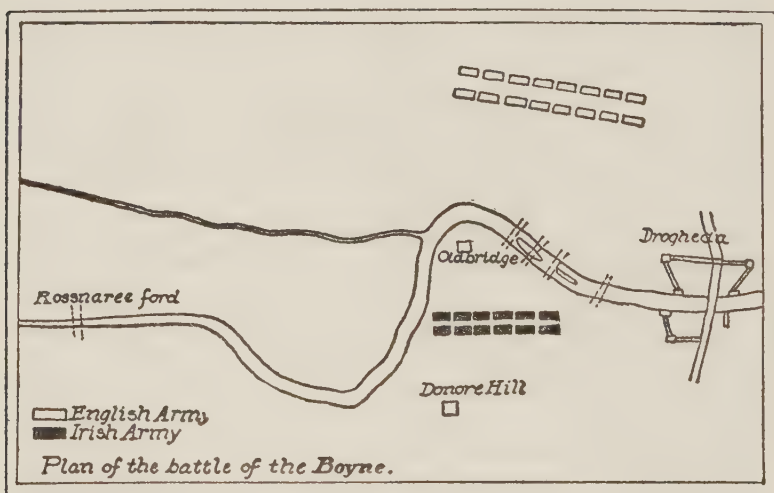 Drogheda
Oldbridge
Rossnaree ford
Donore Hill
English Army
Irish Army
Plan of the battle of the Boyne.